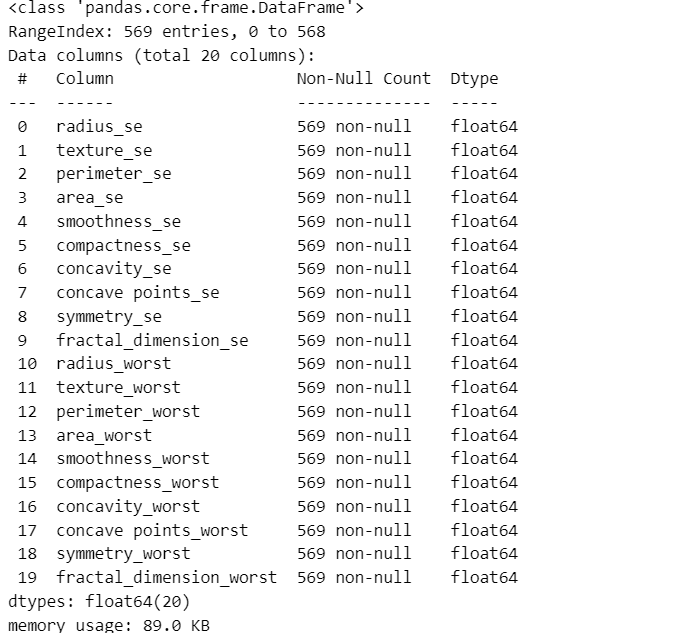 <class 'pandas.core.frame.DataFrame'>
RangeIndex: 569 entries, 0 to 568
Data columns (total 20 columns):
 #   Column                   Non-Null Count  Dtype
---  ------                   --------------  -----
 0   radius_se                569 non-null    float64
 1   texture_se               569 non-null    float64
 2   perimeter_se             569 non-null    float64
 3   area_se                  569 non-null    float64
 4   smoothness_se            569 non-null    float64
 5   compactness_se           569 non-null    float64
 6   concavity_se             569 non-null    float64
 7   concave points_se        569 non-null    float64
 8   symmetry_se              569 non-null    float64
 9   fractal_dimension_se     569 non-null    float64
 10  radius_worst             569 non-null    float64
 11  texture_worst            569 non-null    float64
 12  perimeter_worst          569 non-null    float64
 13  area_worst               569 non-null    float64
 14  smoothness_worst         569 non-null    float64
 15  compactness_worst        569 non-null    float64
 16  concavity_worst          569 non-null    float64
 17  concave points_worst     569 non-null    float64
 18  symmetry_worst           569 non-null    float64
 19  fractal_dimension_worst  569 non-null    float64
dtypes: float64(20)
memory usage: 89.0 KB